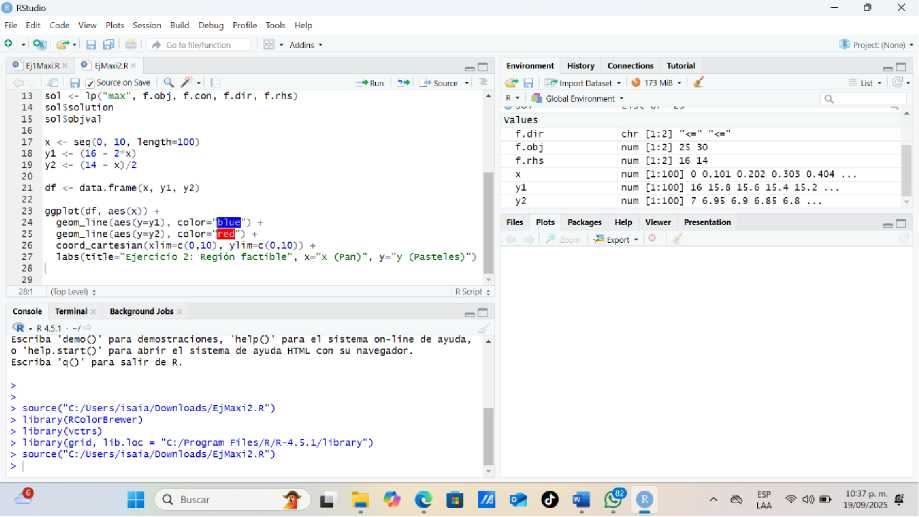 RStudio
File Edit Code View Plots Session Build Debug Profile Tools Help
Go to file/function Addins Project: (None)
Ej1Maxi.R EjMaxi2.R
Source on Save Run Source
13 sol <- lp("max", f.obj, f.con, f.dir, f.rhs)
14 sol$solution
15 sol$objval
16
17 x <- seq(0, 10, length=100)
18 y1 <- (16 - 2*x)
19 y2 <- (14 - x)/2
20
21 df <- data.frame(x, y1, y2)
22
23 ggplot(df, aes(x)) +
24 geom_line(aes(y=y1), color="blue") +
25 geom_line(aes(y=y2), color="red") +
26 coord_cartesian(xlim=c(0,10), ylim=c(0,10)) +
27 labs(title="Ejercicio 2: Región factible", x="x (Pan)", y="y (Pasteles)")
28
29
28:1 (Top Level) R Script
Console Terminal Background Jobs
R 4.5.1 · ~/
Escriba 'demo()' para demostraciones, 'help()' para el sistema on-line de ayuda,
o 'help.start()' para abrir el sistema de ayuda HTML con su navegador.
Escriba 'q()' para salir de R.
>
>
> source("C:/Users/isaia/Downloads/EjMaxi2.R")
> library(RColorBrewer)
> library(vctrs)
> library(grid, lib.loc = "C:/Program Files/R/R-4.5.1/library")
> source("C:/Users/isaia/Downloads/EjMaxi2.R")
>
Environment History Connections Tutorial
Import Dataset 173 MiB List
R Global Environment
values
f.dir chr [1:2] "<=" "<="
f.obj num [1:2] 25 30
f.rhs num [1:2] 16 14
x num [1:100] 0 0.101 0.202 0.303 0.404 ...
y1 num [1:100] 16 15.8 15.6 15.4 15.2 ...
y2 num [1:100] 7 6.95 6.9 6.85 6.8 ...
Files Plots Packages Help Viewer Presentation
Zoom Export
6
Buscar
82
ESP
LAA
10:37 p. m.
19/09/2025